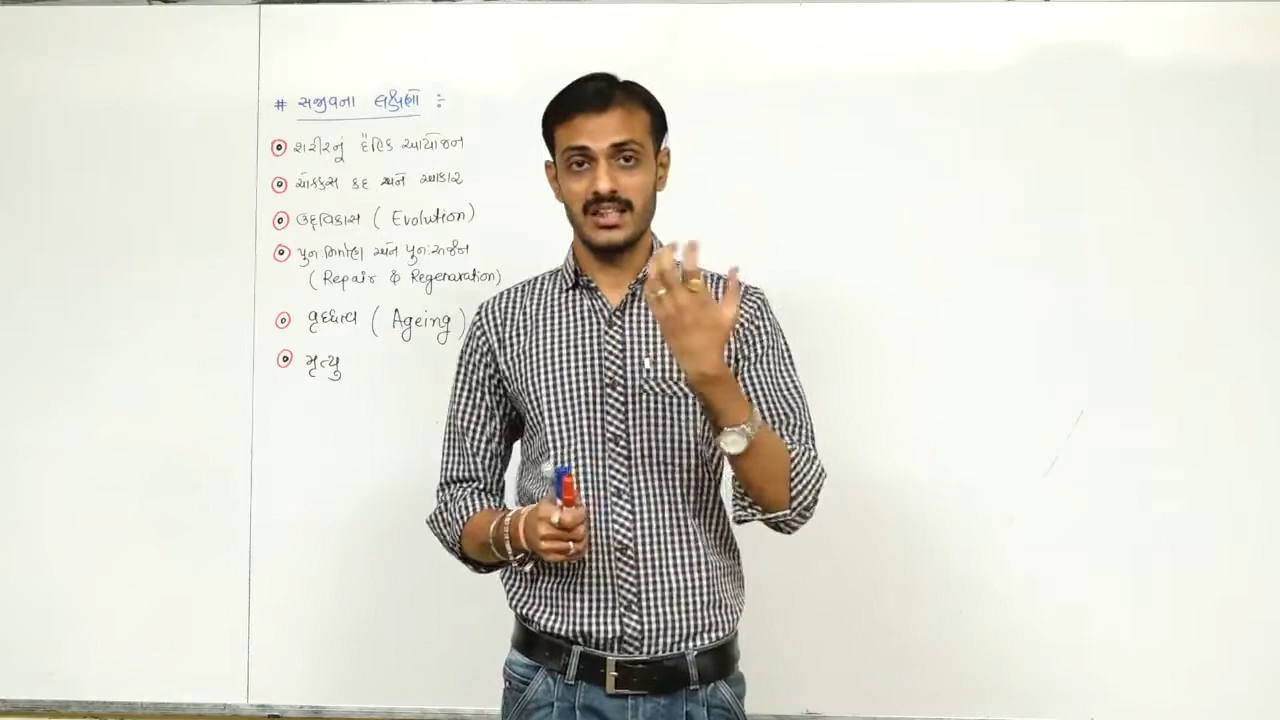 # સજીવના લક્ષણો :
શરીરનું દૈહિક આયોજન
ચોક્કસ કદ અને આકાર
ઉદ્દવિકાસ ( Evolution )
પુનઃનિર્માણ અને પુનઃસર્જન
( Repair & Regenaration )
વૃદ્ધત્વ ( Ageing )
મૃત્યુ